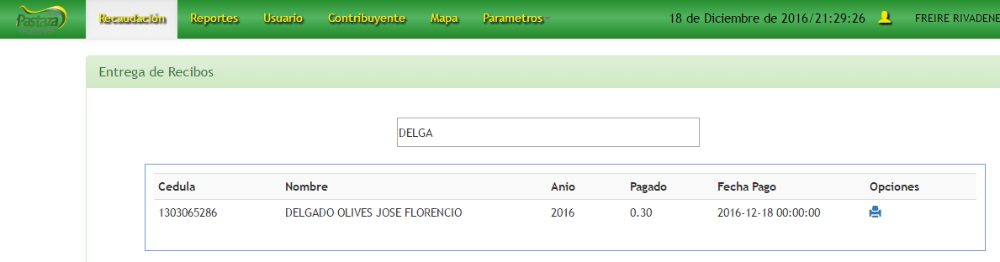 Pastaza Recaudación Reportes Usuario Contribuyente Mapa Parametros 18 de Diciembre de 2016/21:29:26 FREIRE RIVADENE
Entrega de Recibos
DELGA
Cedula Nombre Anio Pagado Fecha Pago Opciones
1303065286 DELGADO OLIVES JOSE FLORENCIO 2016 0.30 2016-12-18 00:00:00